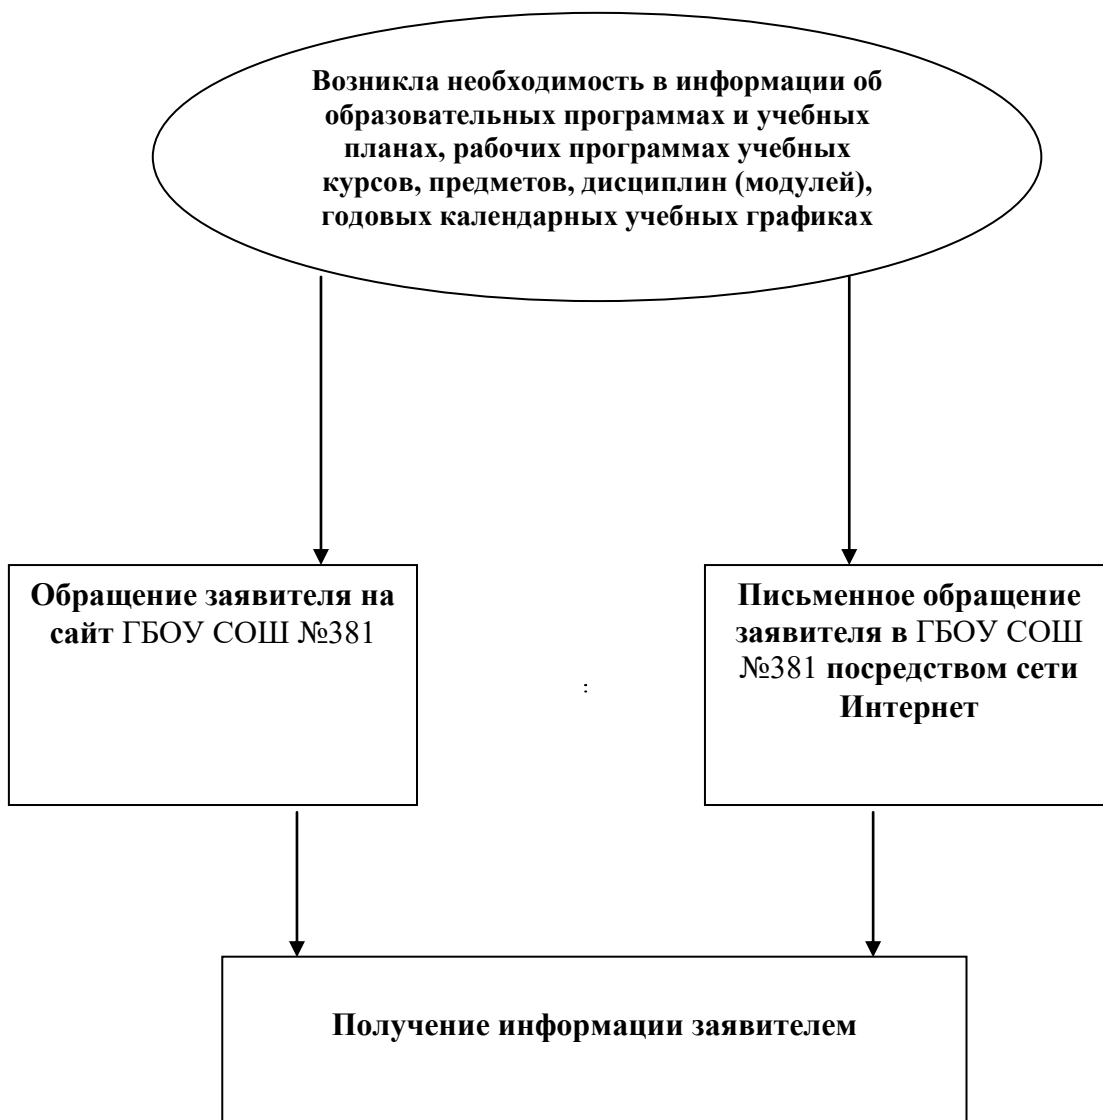 Возникла необходимость в информации об
образовательных программах и учебных
планах, рабочих программах учебных
курсов, предметов, дисциплин (модулей),
годовых календарных учебных графиках
Обращение заявителя на
сайт ГБОУ СОШ №381
Письменное обращение
заявителя в ГБОУ СОШ
№381 посредством сети
Интернет
:
Получение информации заявителем